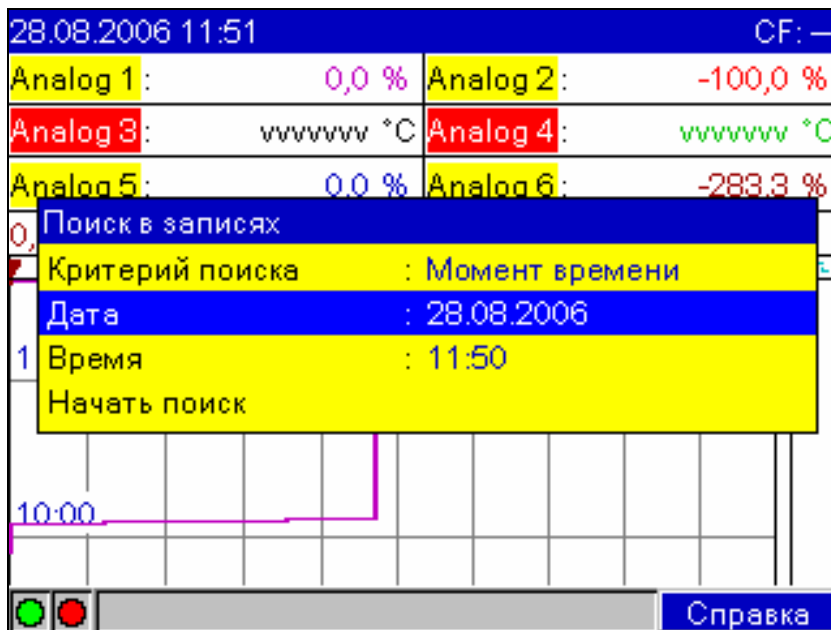 28.08.2006 11:51 CF: —
Analog 1 : 0,0 % Analog 2 : -100,0 %
Analog 3 : vvvvvvv °C Analog 4 : vvvvvvv °C
Analog 5 : 0,0 % Analog 6 : -283,3 %
0,
Поиск в записях
Критерий поиска : Момент времени
Дата : 28.08.2006
1
Время : 11:50
Начать поиск
10:00
Справка